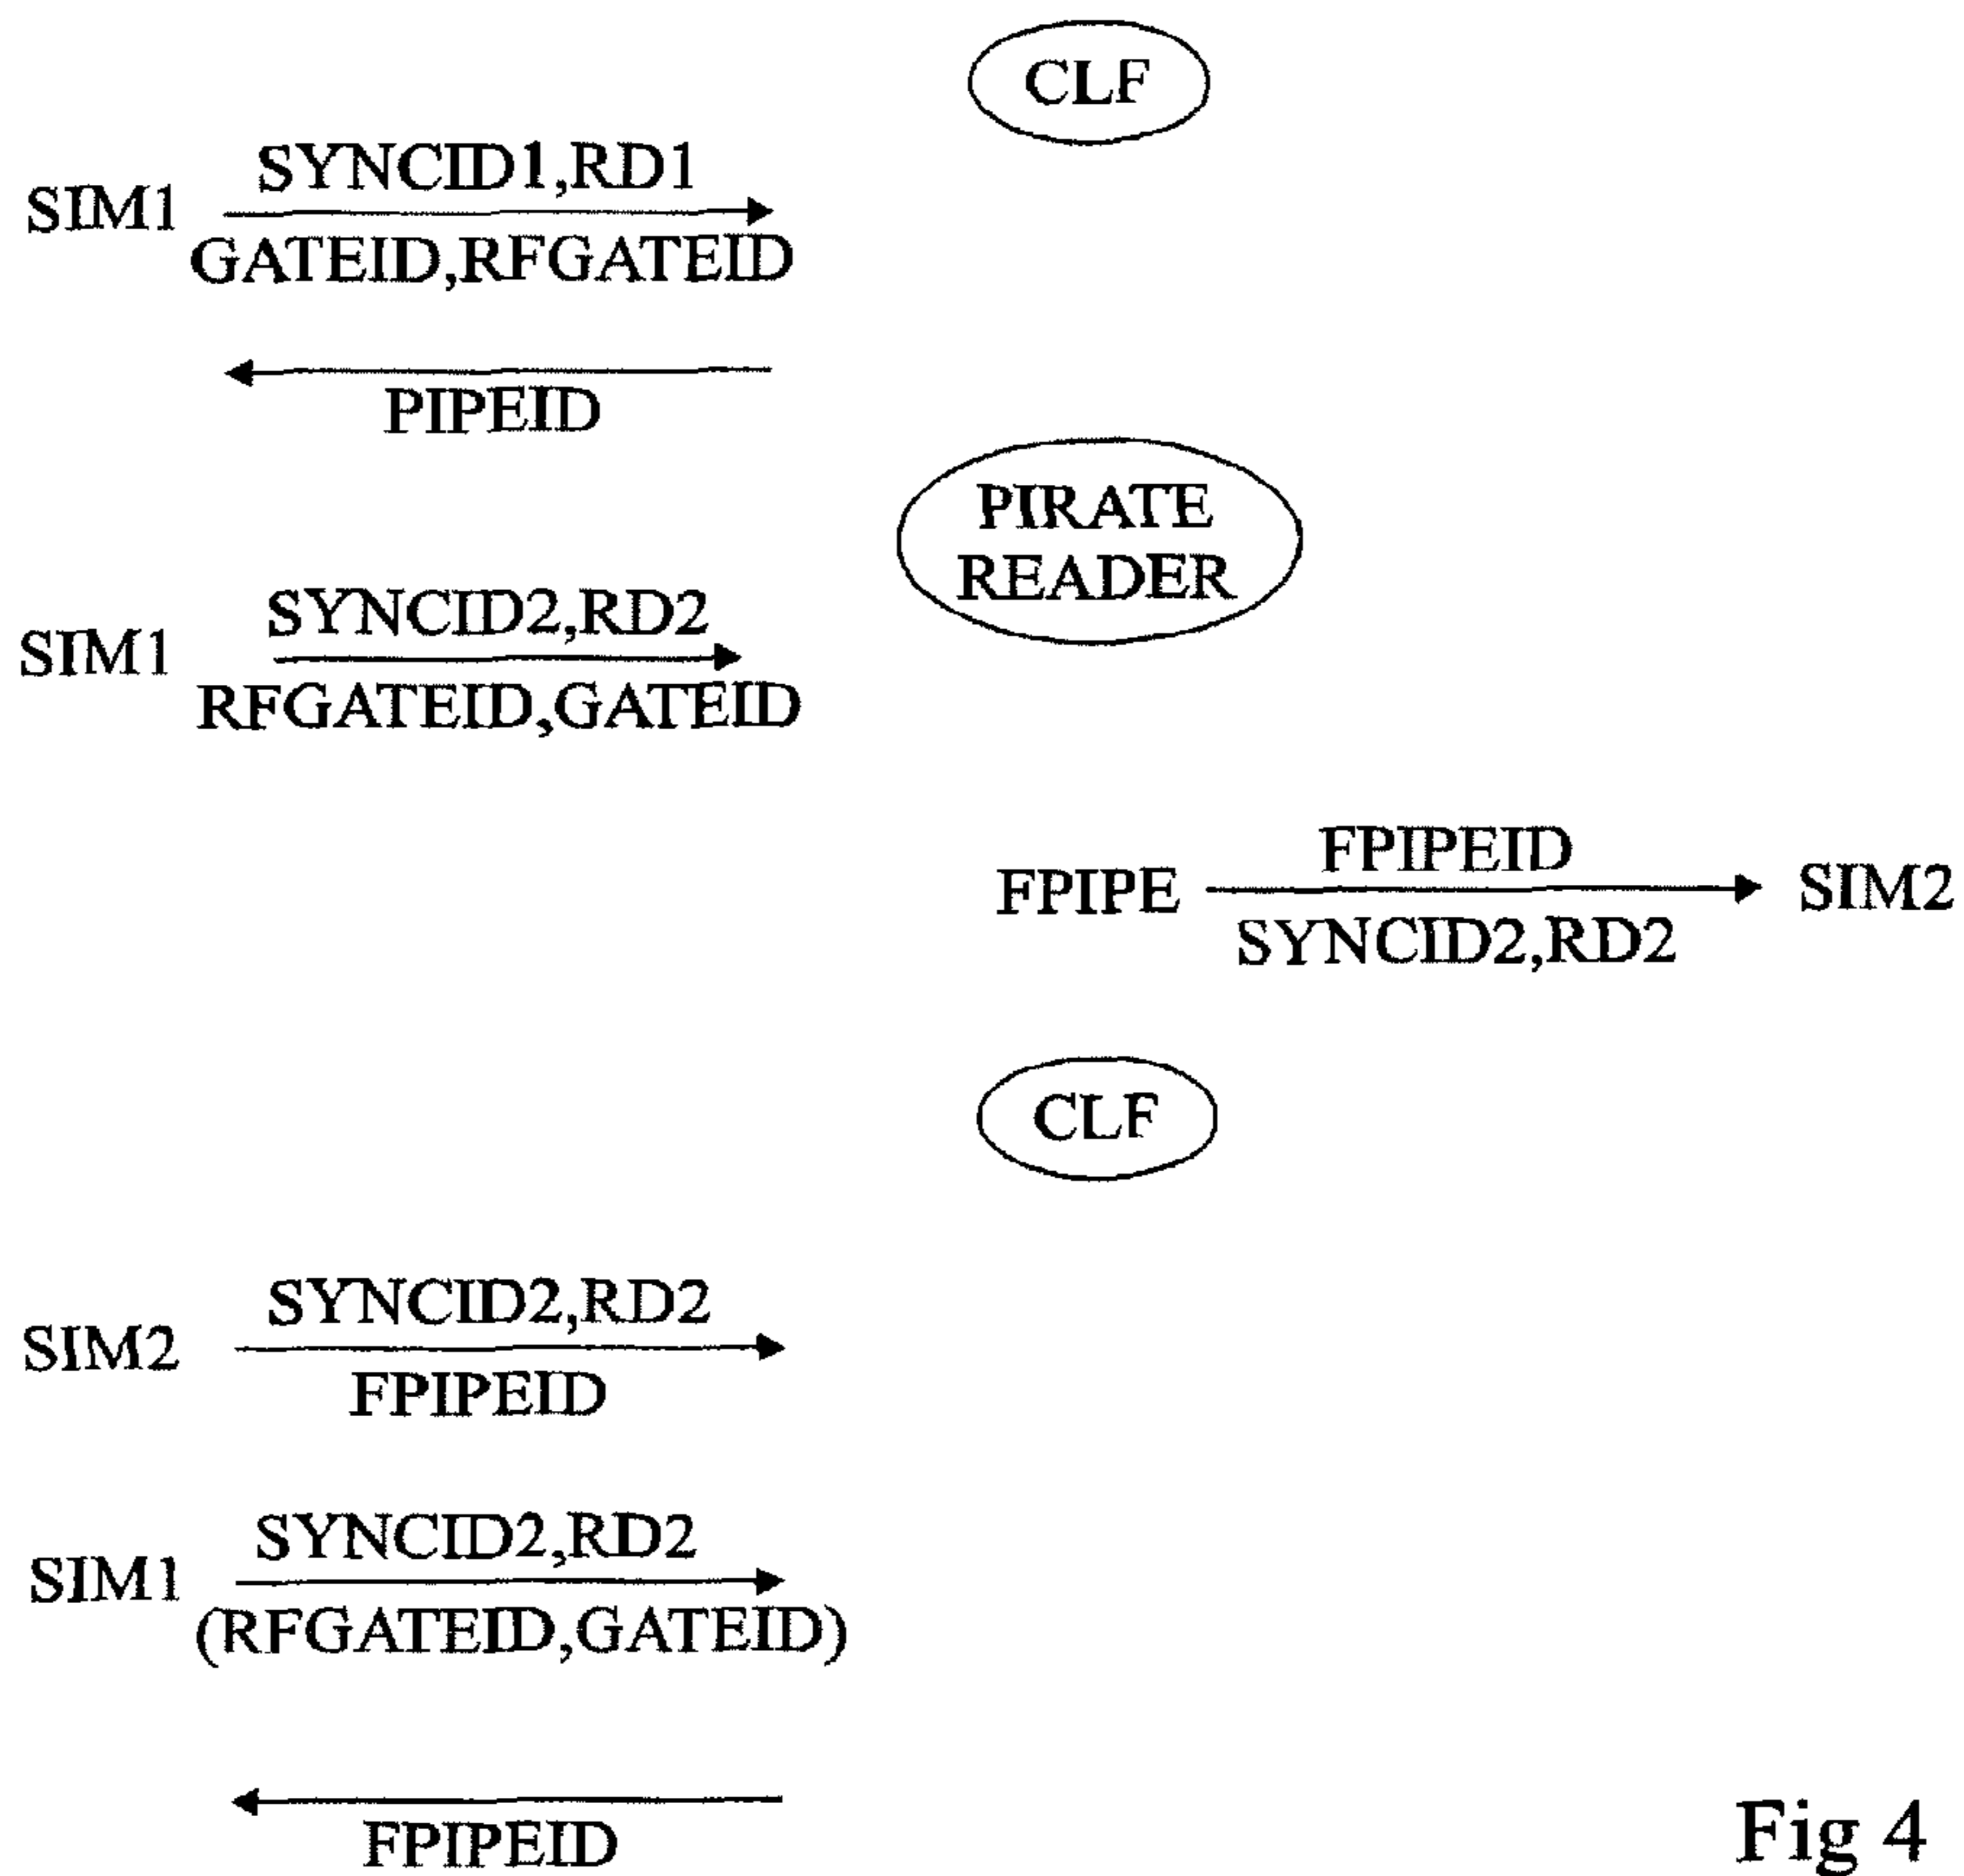 CLF
SYNCID1,RD1
SIM1
GATEID,RFGATEID
PIPEID
PIRATE
READER
SYNCID2,RD2
SIM1
RFGATEID,GATEID
FPIPEID
FPIPE
SIM2
SYNCID2,RD2
CLF
SYNCID2,RD2
SIM2
FPIPEID
SYNCID2,RD2
SIM1
(RFGATEID,GATEID)
FPIPEID
Fig 4